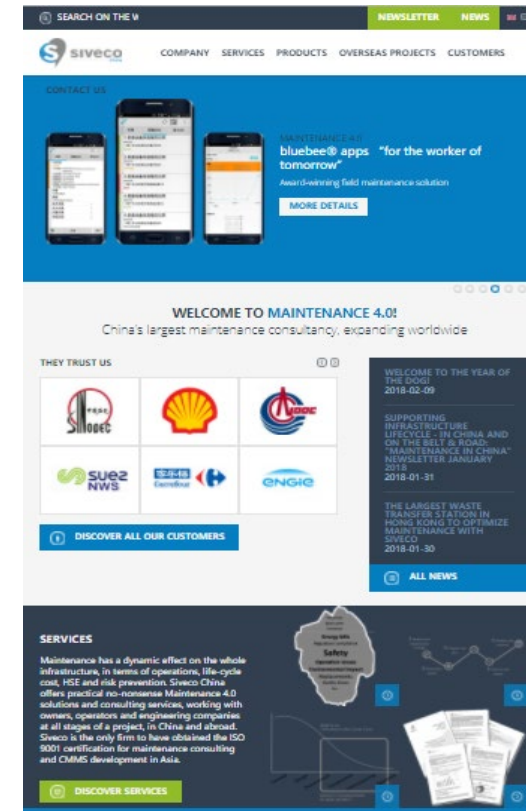 SEARCH ON THE W
NEWSLETTER NEWS
siveco
COMPANY SERVICES PRODUCTS OVERSEAS PROJECTS CUSTOMERS
CONTACT US
MAINTENANCE 4.0
bluebee® apps “for the worker of
tomorrow”
Award-winning field maintenance solution
MORE DETAILS
WELCOME TO MAINTENANCE 4.0!
China's largest maintenance consultancy, expanding worldwide
THEY TRUST US
SINOPEC
CNOOC
suez
NWS
家乐福
Carrefour
ENGIE
DISCOVER ALL OUR CUSTOMERS
WELCOME TO THE YEAR OF
THE DOG!
2018-02-09
SUPPORTING
INFRASTRUCTURE
LIFECYCLE - IN CHINA AND
ON THE BELT & ROAD:
"MAINTENANCE IN CHINA"
NEWSLETTER JANUARY
2018
2018-01-31
THE LARGEST WASTE
TRANSFER STATION IN
HONG KONG TO OPTIMIZE
MAINTENANCE WITH
SIVECO
2018-01-30
ALL NEWS
SERVICES
Maintenance has a dynamic effect on the whole
infrastructure, in terms of operations, life-cycle
cost, HSE and risk prevention. Siveco China
offers practical no-nonsense Maintenance 4.0
solutions and consulting services, working with
owners, operators and engineering companies
at all stages of a project, in China and abroad.
Siveco is the only firm to have obtained the ISO
9001 certification for maintenance consulting
and CMMS development in Asia.
DISCOVER SERVICES
Safety